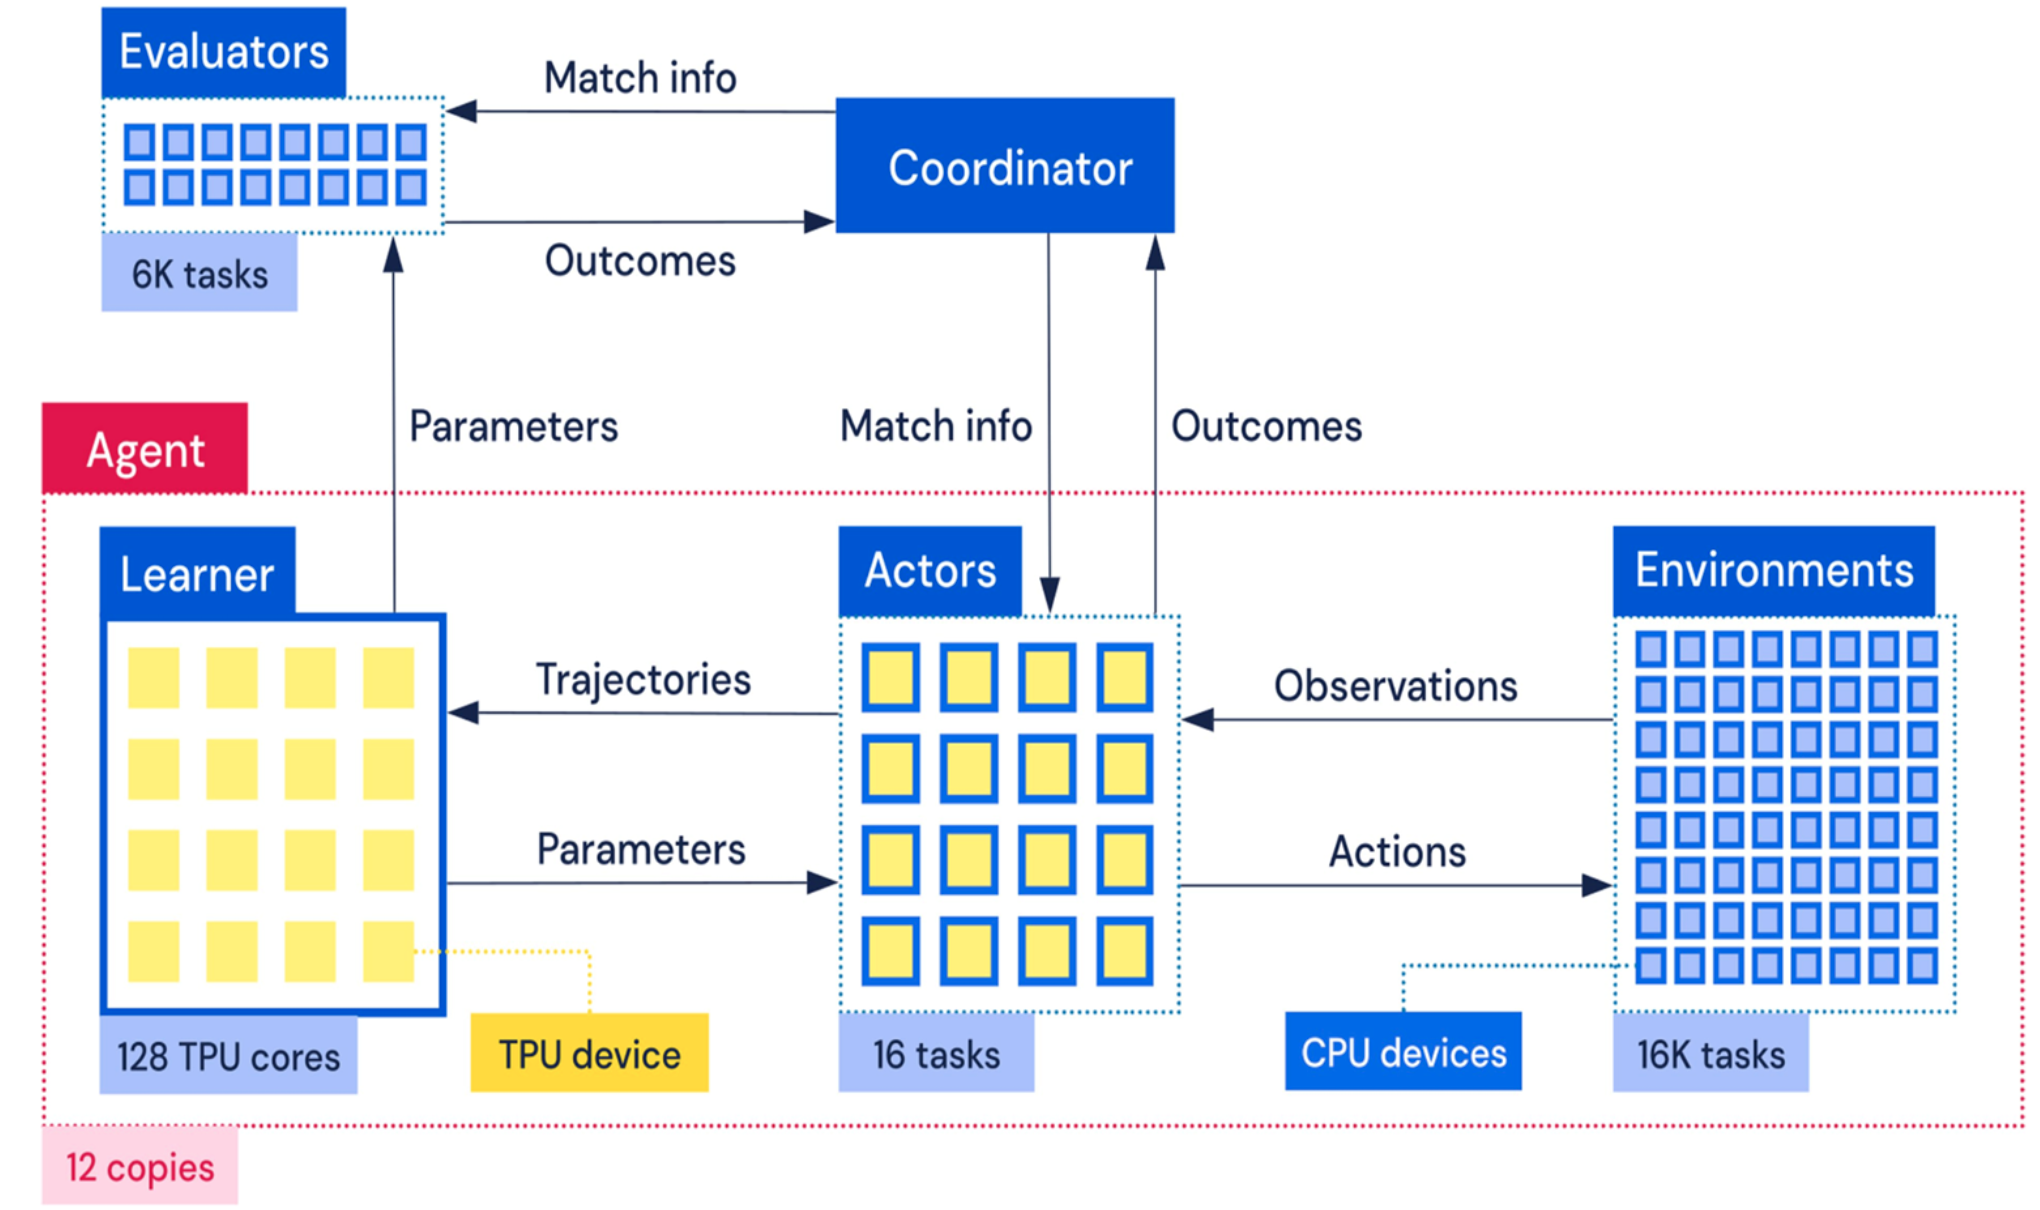 Evaluators
Match info
Coordinator
Outcomes
6K tasks
Parameters
Match info
Outcomes
Agent
Learner
Actors
Environments
Trajectories
Observations
Parameters
Actions
128 TPU cores
TPU device
16 tasks
CPU devices
16K tasks
12 copies